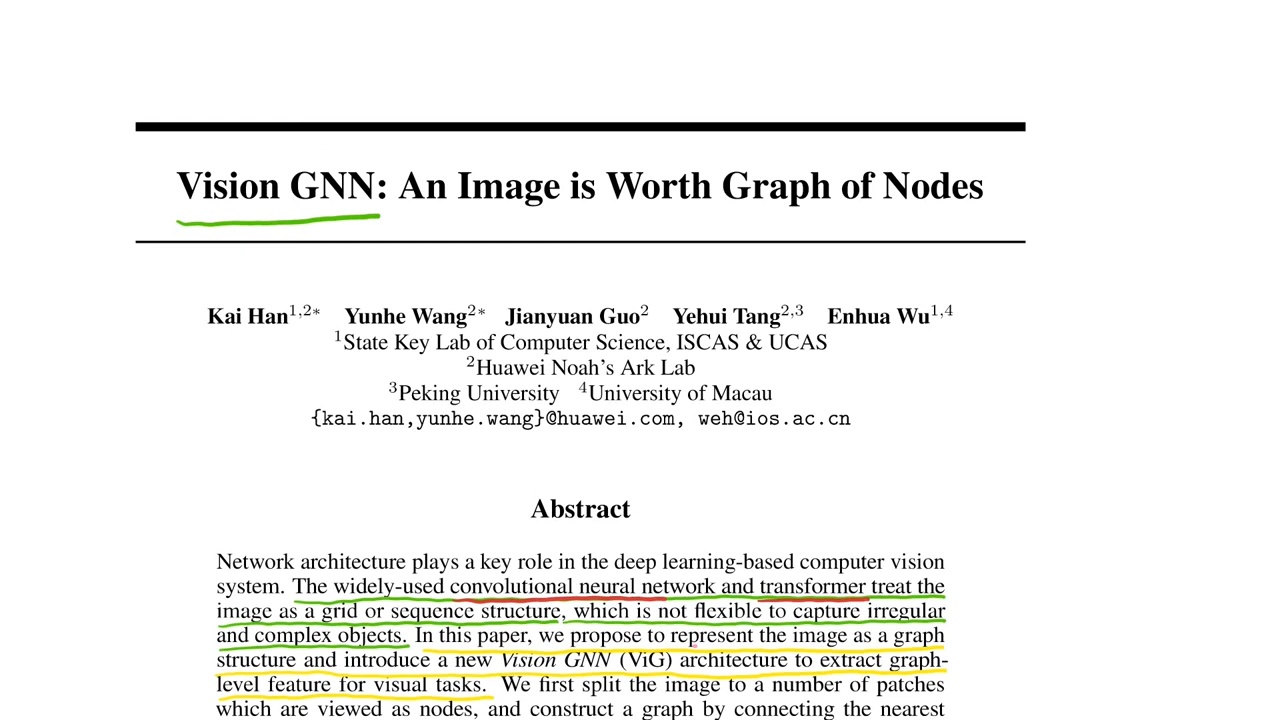 Vision GNN: An Image is Worth Graph of Nodes
Kai Han1,2* Yunhe Wang2* Jianyuan Guo2 Yehui Tang2,3 Enhua Wu1,4
1State Key Lab of Computer Science, ISCAS & UCAS
2Huawei Noah's Ark Lab
3Peking University 4University of Macau
{kai.han,yunhe.wang}@huawei.com, weh@ios.ac.cn
Abstract
Network architecture plays a key role in the deep learning-based computer vision
system. The widely-used convolutional neural network and transformer treat the
image as a grid or sequence structure, which is not flexible to capture irregular
and complex objects. In this paper, we propose to represent the image as a graph
structure and introduce a new Vision GNN (ViG) architecture to extract graph-
level feature for visual tasks. We first split the image to a number of patches
which are viewed as nodes, and construct a graph by connecting the nearest